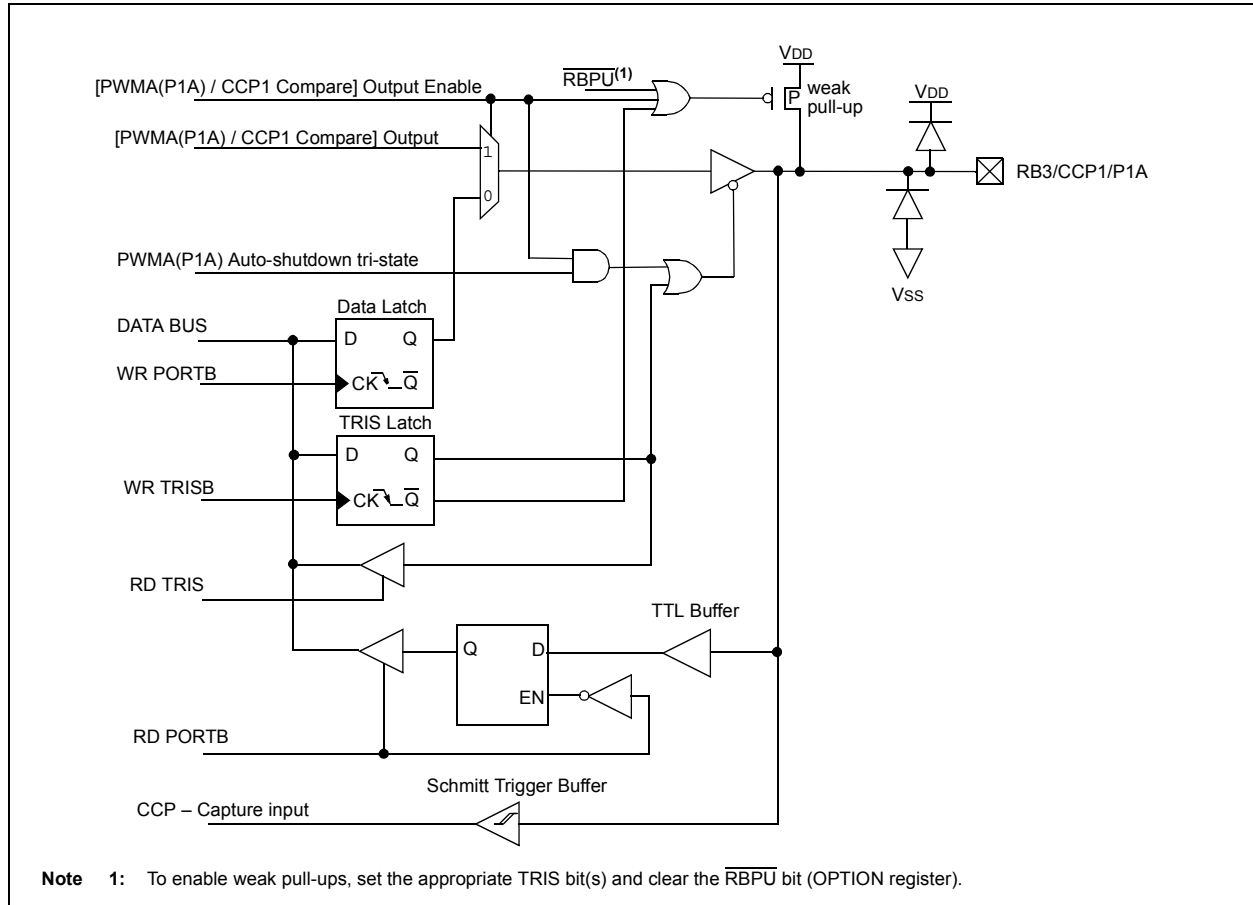 VDD
RBPU(1)
[PWMA(P1A) / CCP1 Compare] Output Enable
weak
pull-up
P
VDD
[PWMA(P1A) / CCP1 Compare] Output
1
0
RB3/CCP1/P1A
PWMA(P1A) Auto-shutdown tri-state
VSS
Data Latch
DATA BUS
D Q
WR PORTB
CK Q
TRIS Latch
D Q
WR TRISB
CK Q
RD TRIS
TTL Buffer
Q D
EN
RD PORTB
Schmitt Trigger Buffer
CCP – Capture input
Note 1: To enable weak pull-ups, set the appropriate TRIS bit(s) and clear the RBPU bit (OPTION register).